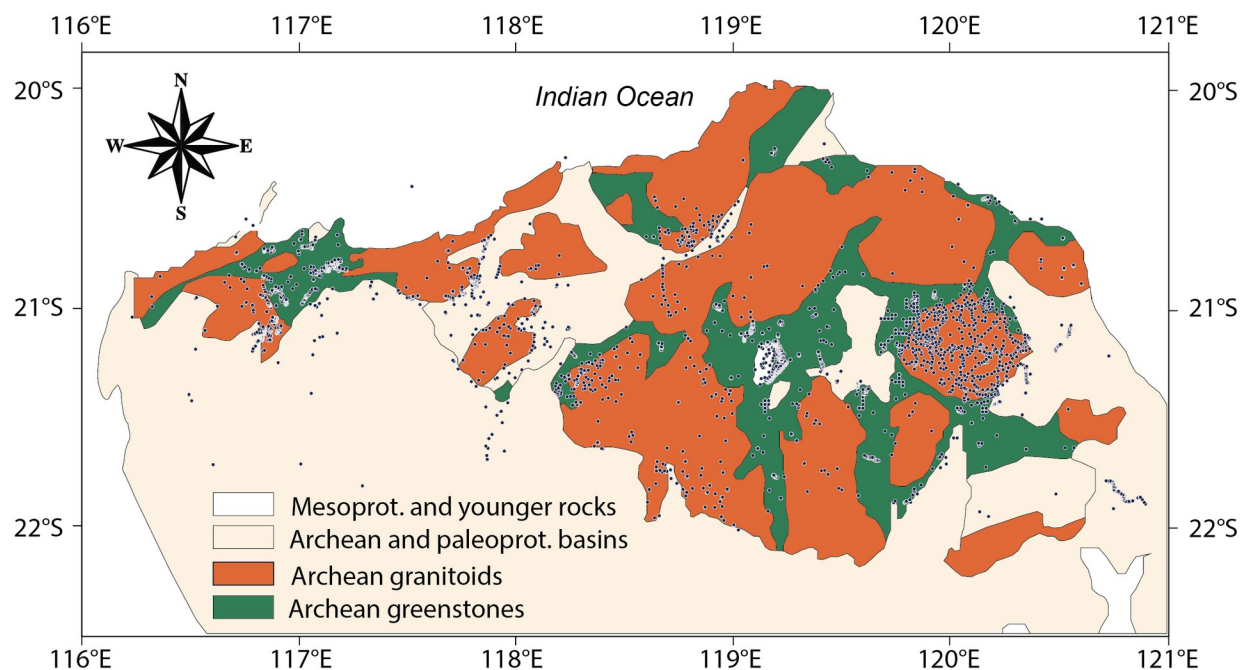 116°E 117°E 118°E 119°E 120°E 121°E
20°S Indian Ocean 20°S
N
W E
S
21°S 21°S
Mesoprot. and younger rocks
22°S 22°S
Archean and paleoprot. basins
Archean granitoids
Archean greenstones
116°E 117°E 118°E 119°E 120°E 121°E